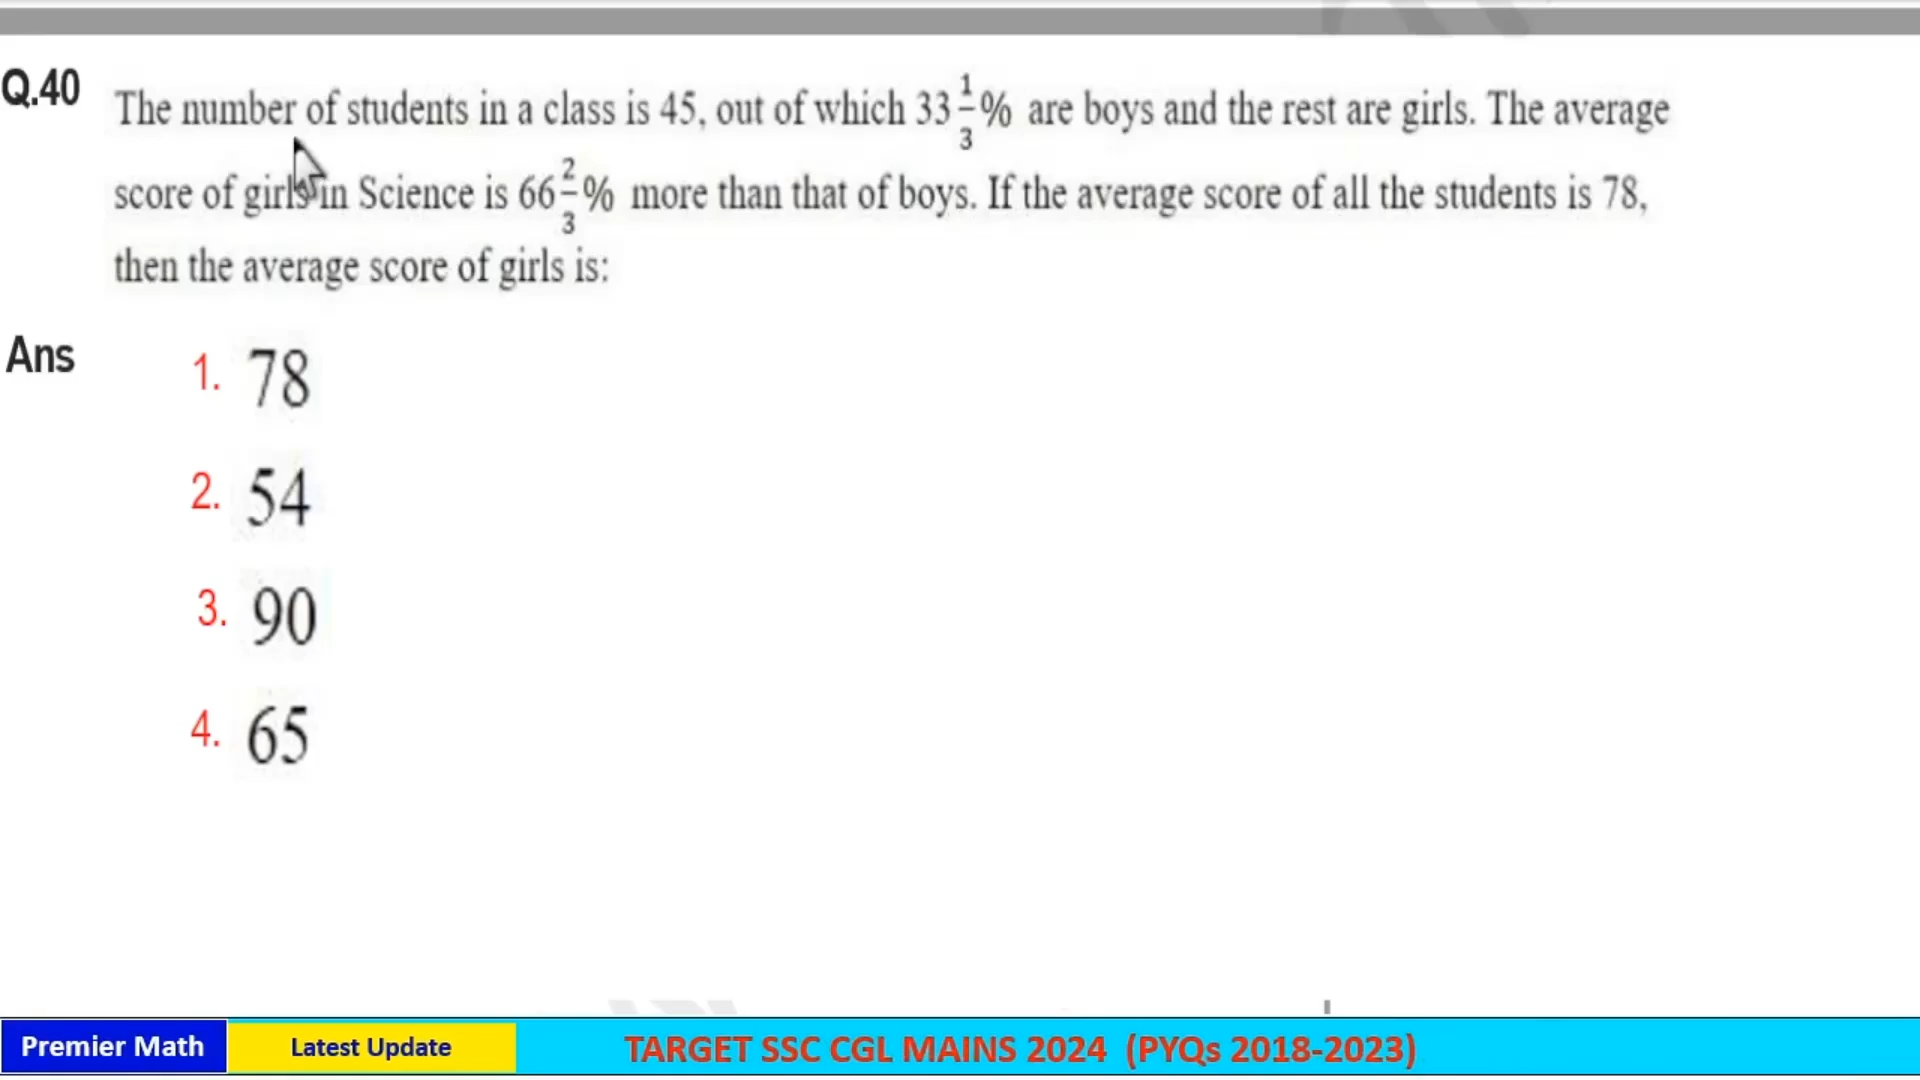 Q.40 The number of students in a class is 45, out of which 33 1/3% are boys and the rest are girls. The average
score of girls in Science is 66 2/3% more than that of boys. If the average score of all the students is 78,
then the average score of girls is:
Ans 1. 78
2. 54
3. 90
4. 65
Premier Math Latest Update TARGET SSC CGL MAINS 2024 (PYQs 2018-2023)